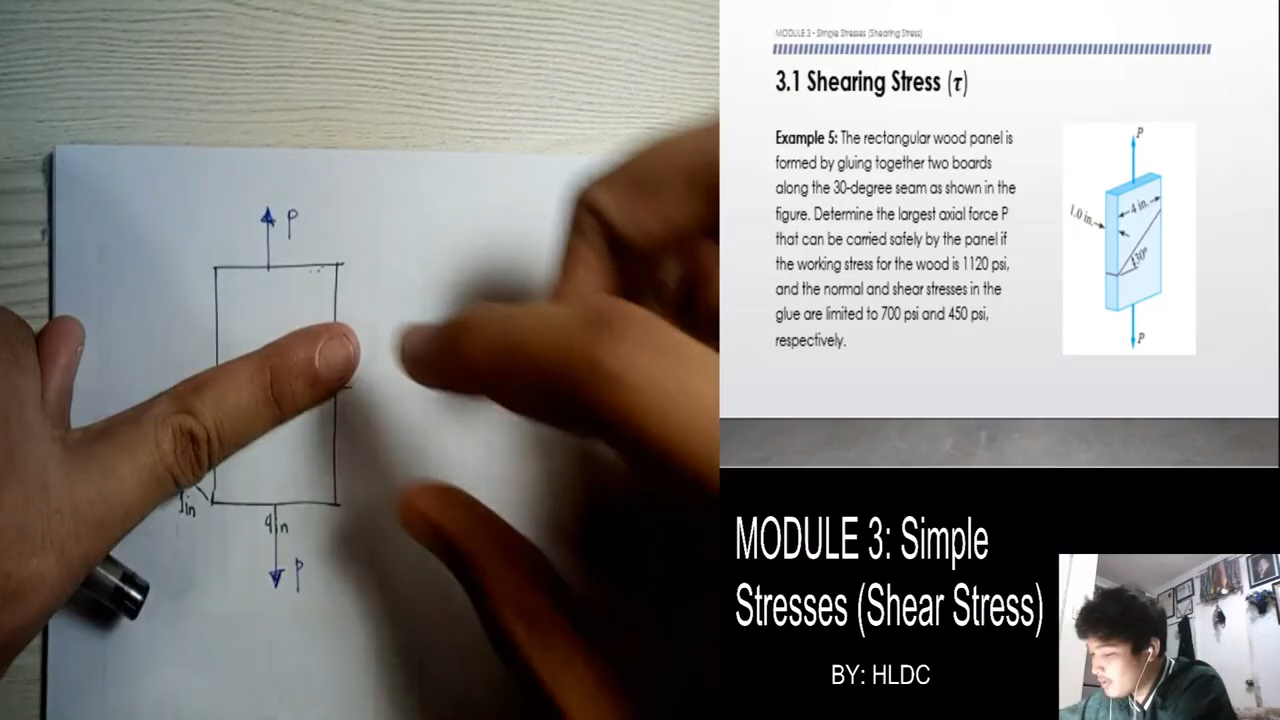 P
1in
4in
P
MODULE 3 - Simple Stresses (Shearing Stress)
3.1 Shearing Stress (τ)
Example 5: The rectangular wood panel is
formed by gluing together two boards
along the 30-degree seam as shown in the
figure. Determine the largest axial force P
that can be carried safely by the panel if
the working stress for the wood is 1120 psi,
and the normal and shear stresses in the
glue are limited to 700 psi and 450 psi,
respectively.
P
4 in.
1.0 in.
30°
P
MODULE 3: Simple
Stresses (Shear Stress)
BY: HLDC